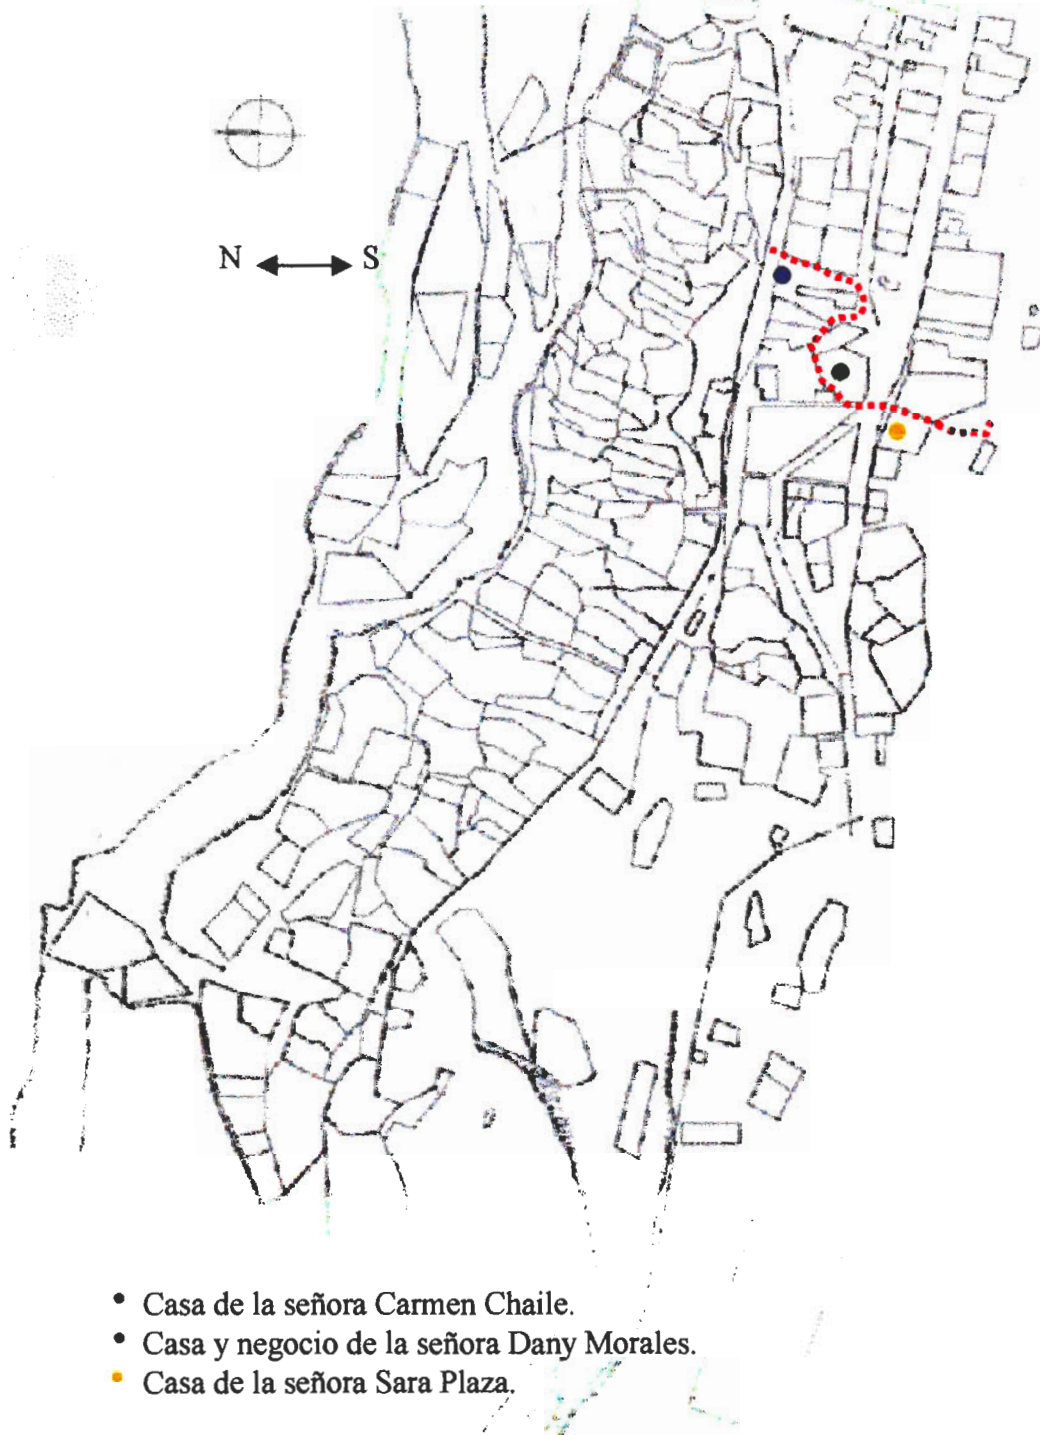 N S
Casa de la señora Carmen Chaile.
Casa y negocio de la señora Dany Morales.
Casa de la señora Sara Plaza.